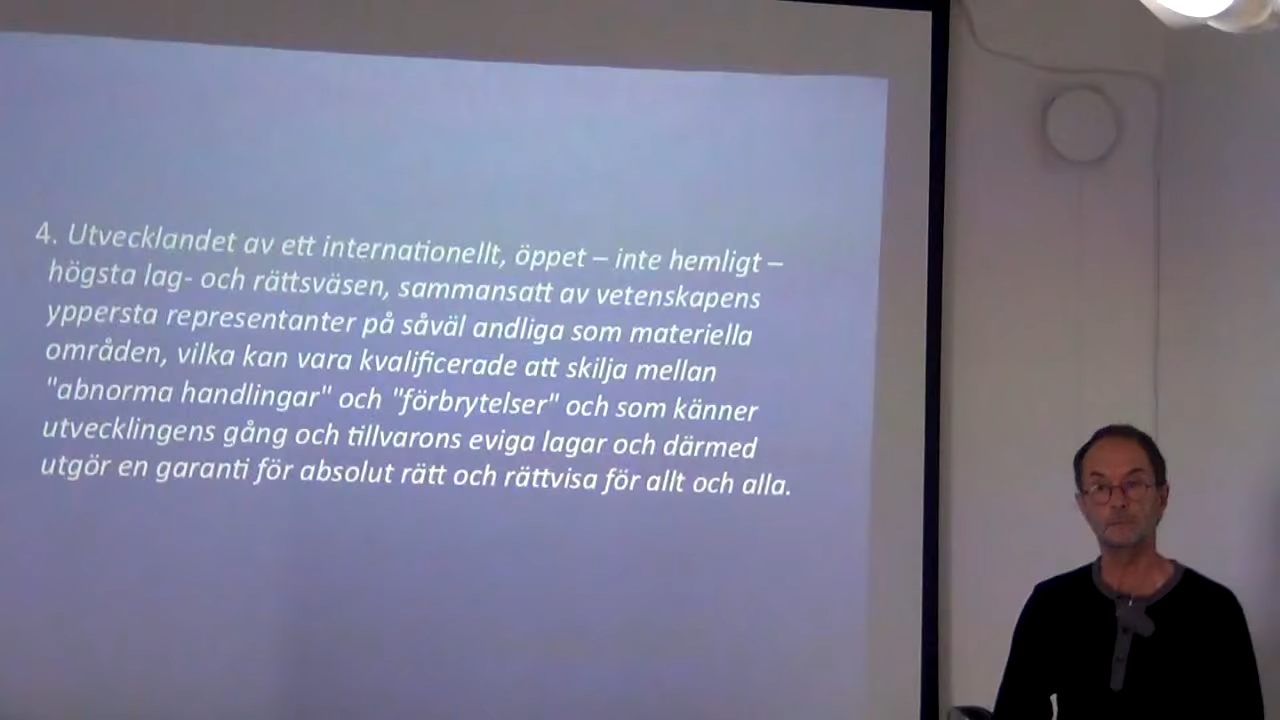 4. Utvecklandet av ett internationellt, öppet – inte hemligt –
högsta lag- och rättsväsen, sammansatt av vetenskapens
yppersta representanter på såväl andliga som materiella
områden, vilka kan vara kvalificerade att skilja mellan
"abnorma handlingar" och "förbrytelser" och som känner
utvecklingens gång och tillvarons eviga lagar och därmed
utgör en garanti för absolut rätt och rättvisa för allt och alla.